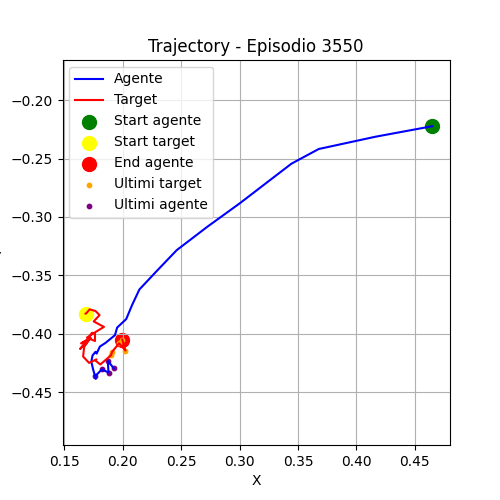 Trajectory - Episodio 3550
Agente
Target
Start agente
Start target
End agente
Ultimi target
Ultimi agente
−0.20
−0.25
−0.30
−0.35
−0.40
−0.45
0.15 0.20 0.25 0.30 0.35 0.40 0.45
X